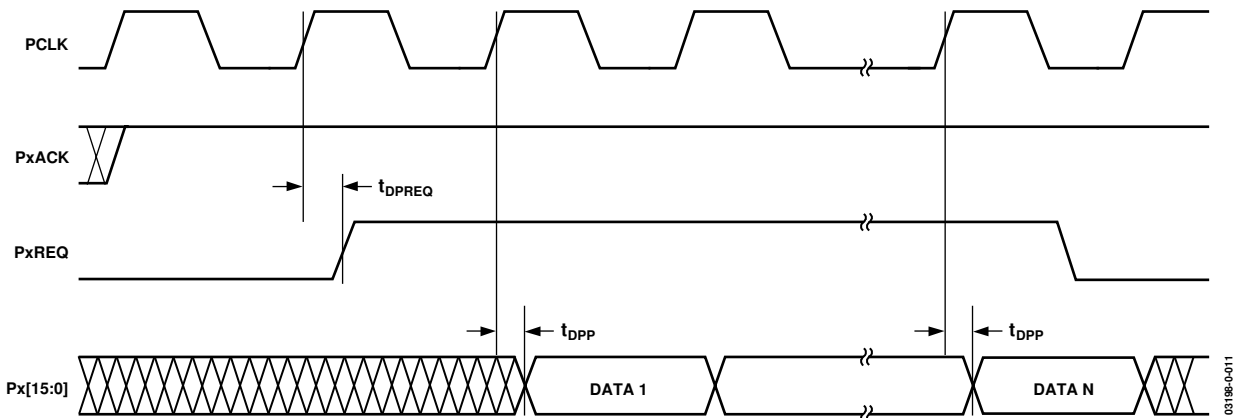 PCLK
PxACK
tDPREQ
PxREQ
tDPP
tDPP
Px[15:0]
DATA 1
DATA N
03198-0-011